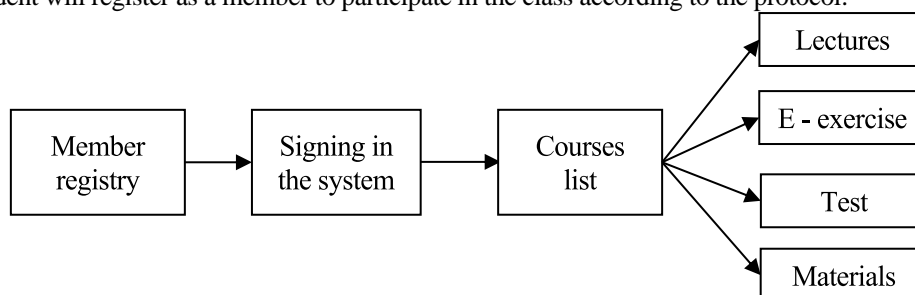 dent will register as a member to participate in the class according to the protocol.
Lectures
Member
registry
Signing in
the system
Courses
list
E - exercise
Test
Materials